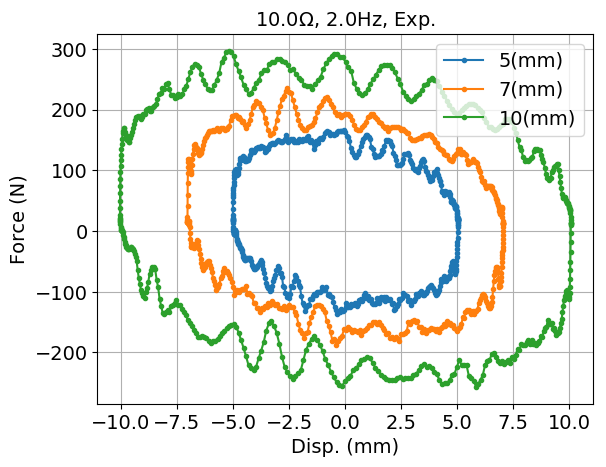 10.0Ω, 2.0Hz, Exp.
5(mm)
7(mm)
10(mm)
Force (N)
300
200
100
0
−100
−200
−10.0 −7.5 −5.0 −2.5 0.0 2.5 5.0 7.5 10.0
Disp. (mm)